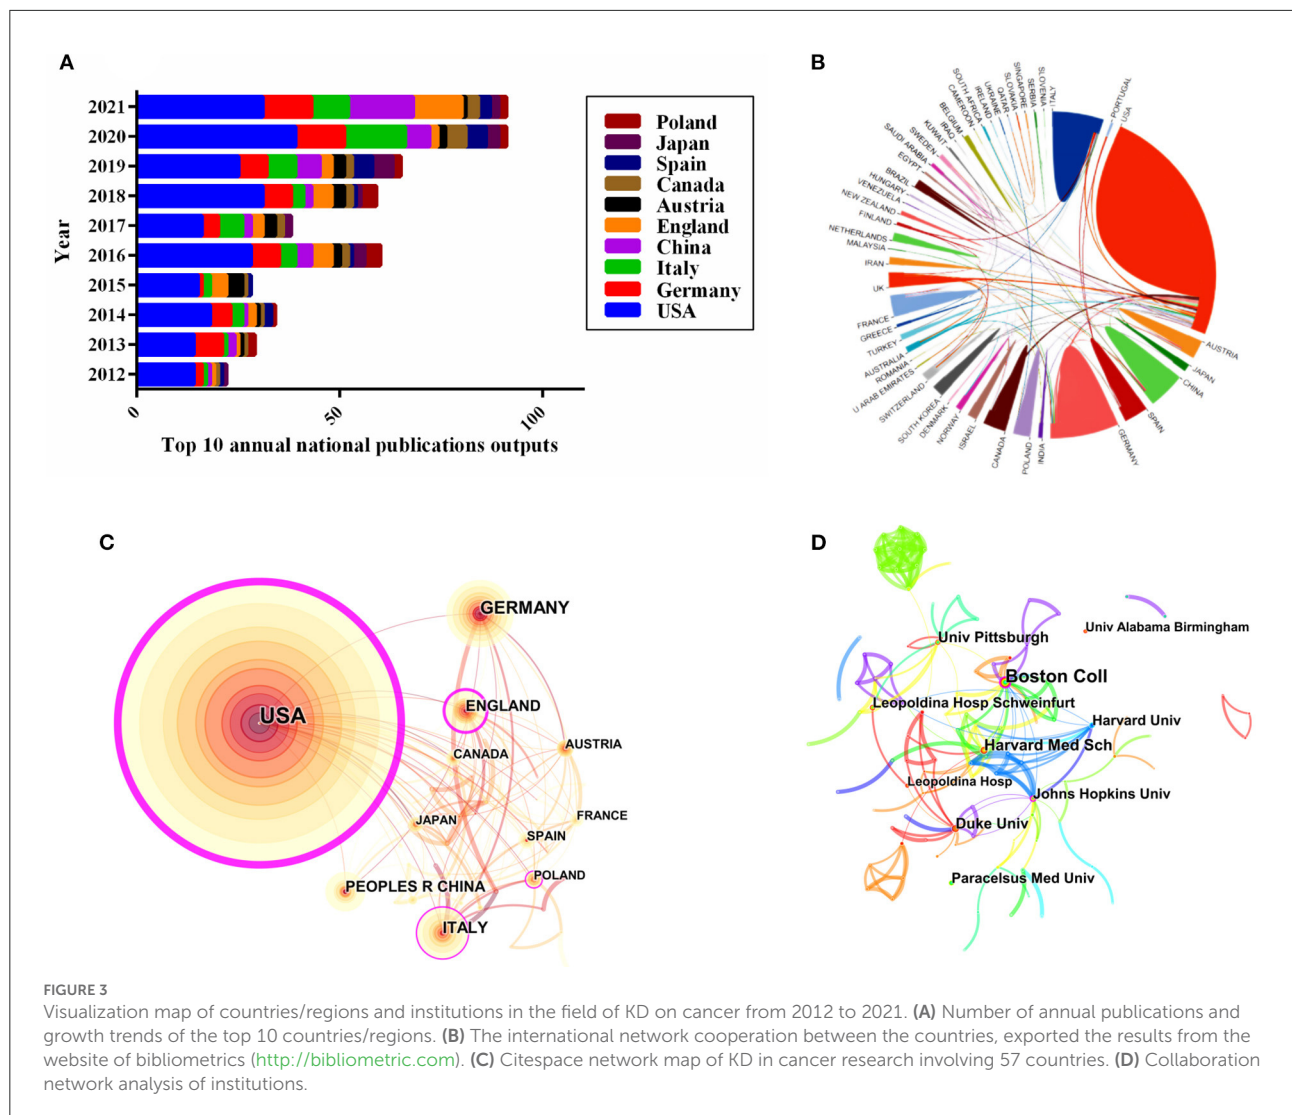 A
2021
2020
2019
2018
2017
2016
2015
2014
2013
2012
Year
0
50
100
Top 10 annual national publications outputs
Poland
Japan
Spain
Canada
Austria
England
China
Italy
Germany
USA
B
ITALY
PORTUGAL
USA
AUSTRIA
JAPAN
CHINA
SPAIN
GERMANY
INDIA
POLAND
CANADA
ISRAEL
NORWAY
DENMARK
SOUTH KOREA
SWITZERLAND
U ARAB EMIRATES
ROMANIA
AUSTRALIA
TURKEY
GREECE
FRANCE
UK
IRAN
MALAYSIA
NETHERLANDS
FINLAND
NEW ZEALAND
VENEZUELA
HUNGARY
BRAZIL
EGYPT
SAUDI ARABIA
SWEDEN
KUWAIT
IRAQ
BELGIUM
CAMEROON
SOUTH AFRICA
IRELAND
UKRAINE
QATAR
SLOVAKIA
SINGAPORE
SERBIA
SLOVENIA
C
GERMANY
USA
ENGLAND
CANADA
AUSTRIA
JAPAN
FRANCE
SPAIN
POLAND
PEOPLES R CHINA
ITALY
D
Univ Alabama Birmingham
Univ Pittsburgh
Boston Coll
Leopoldina Hosp Schweinfurt
Harvard Univ
Harvard Med Sch
Leopoldina Hosp
Johns Hopkins Univ
Duke Univ
Paracelsus Med Univ
FIGURE 3
Visualization map of countries/regions and institutions in the field of KD on cancer from 2012 to 2021. (A) Number of annual publications and
growth trends of the top 10 countries/regions. (B) The international network cooperation between the countries, exported the results from the
website of bibliometrics (http://bibliometric.com). (C) Citespace network map of KD in cancer research involving 57 countries. (D) Collaboration
network analysis of institutions.